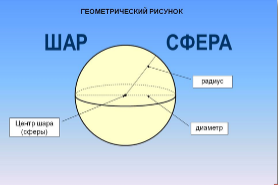 ГЕОМЕТРИЧЕСКИЙ РИСУНОК
ШАР СФЕРА
радиус
Центр шара
(сферы)
диаметр